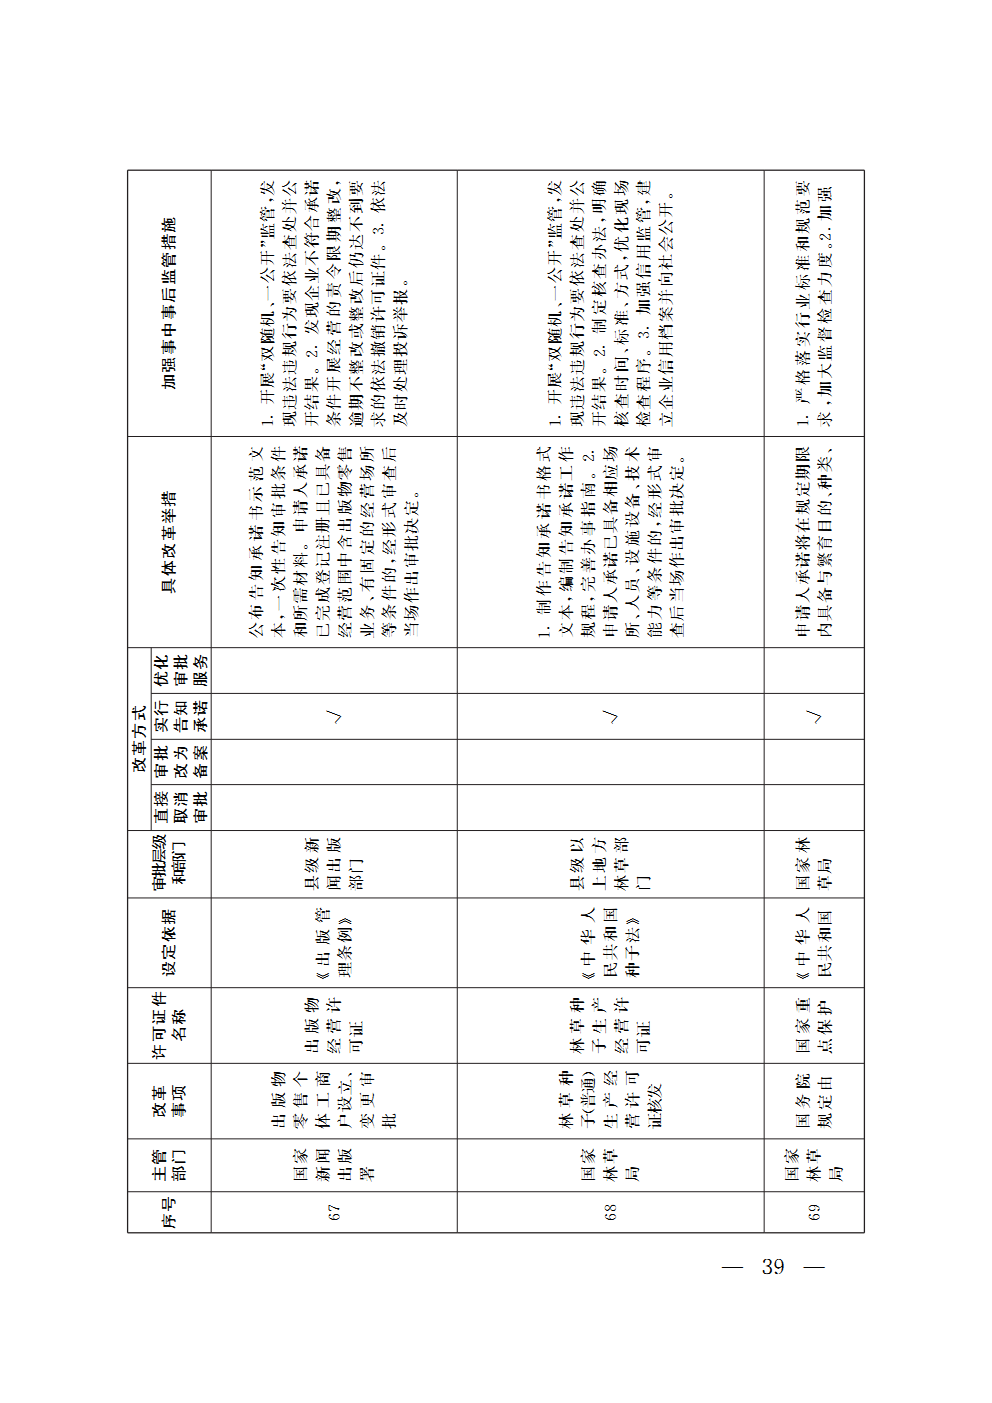 序号
主管
部门
改革
事项
许可证件
名称
设定依据
审批层级
和部门
改革方式
直接
取消
审批
审批
改为
备案
实行
告知
承诺
优化
审批
服务
具体改革举措
加强事中事后监管措施
67
国家
新闻
出版
署
出版物
零售个
体工商
户设立、
变更审
批
出版物
经营许
可证
《出版管
理条例》
县级新
闻出版
部门
√
公布告知承诺书示范文
本,一次性告知审批条件
和所需材料。申请人承诺
已完成登记注册且已具备
经营范围中含出版物零售
业务、有固定的经营场所
等条件的,经形式审查后
当场作出审批决定。
1. 开展“双随机、一公开”监管,发
现违法违规行为要依法查处并公
开结果。2. 发现企业不符合承诺
条件开展经营的责令限期整改,
逾期不整改或整改后仍达不到要
求的依法撤销许可证件。3. 依法
及时处理投诉举报。
68
国家
林草
局
林草种
子(普通)
生产经
营许可
证核发
林草种
子生产
经营许
可证
《中华人
民共和国
种子法》
县级以
上地方
林草部
门
√
1. 制作告知承诺书格式
文本,编制告知承诺工作
规程,完善办事指南。2.
申请人承诺已具备相应场
所、人员、设施设备、技术
能力等条件的,经形式审
查后当场作出审批决定。
1. 开展“双随机、一公开”监管,发
现违法违规行为要依法查处并公
开结果。2. 制定核查办法,明确
核查时间、标准、方式,优化现场
检查程序。3. 加强信用监管,建
立企业信用档案并向社会公开。
69
国家
林草
局
国务院
规定由
国家重
点保护
《中华人
民共和国
国家林
草局
√
申请人承诺将在规定期限
内具备与繁育目的、种类、
1. 严格落实行业标准和规范要
求,加大监督检查力度。2. 加强
— 39 —